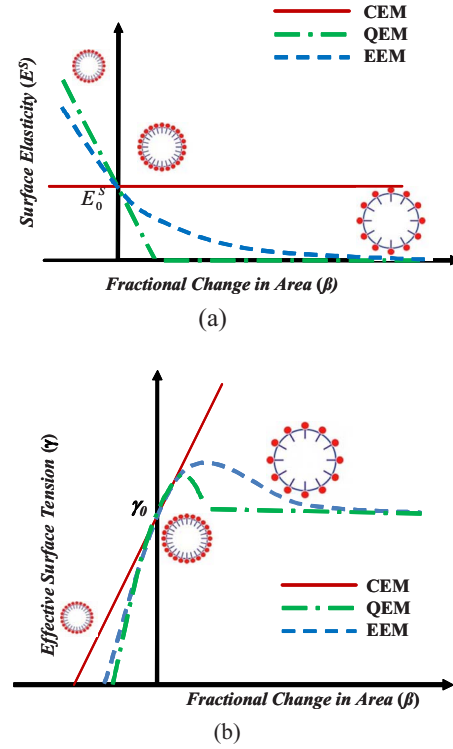 CEM
QEM
EEM
Surface Elasticity (E^S)
E_0^S
Fractional Change in Area (β)
(a)
Effective Surface Tension (γ)
γ0
CEM
QEM
EEM
Fractional Change in Area (β)
(b)